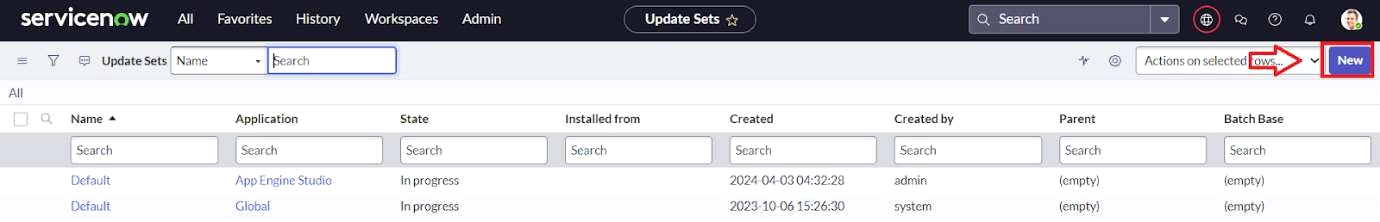 servicenow All Favorites History Workspaces Admin Update Sets Search
Update Sets Name Search Actions on selected rows... New
All
Name Application State Installed from Created Created by Parent Batch Base
Search Search Search Search Search Search Search Search
Default App Engine Studio In progress 2024-04-03 04:32:28 admin (empty) (empty)
Default Global In progress 2023-10-06 15:26:30 system (empty) (empty)